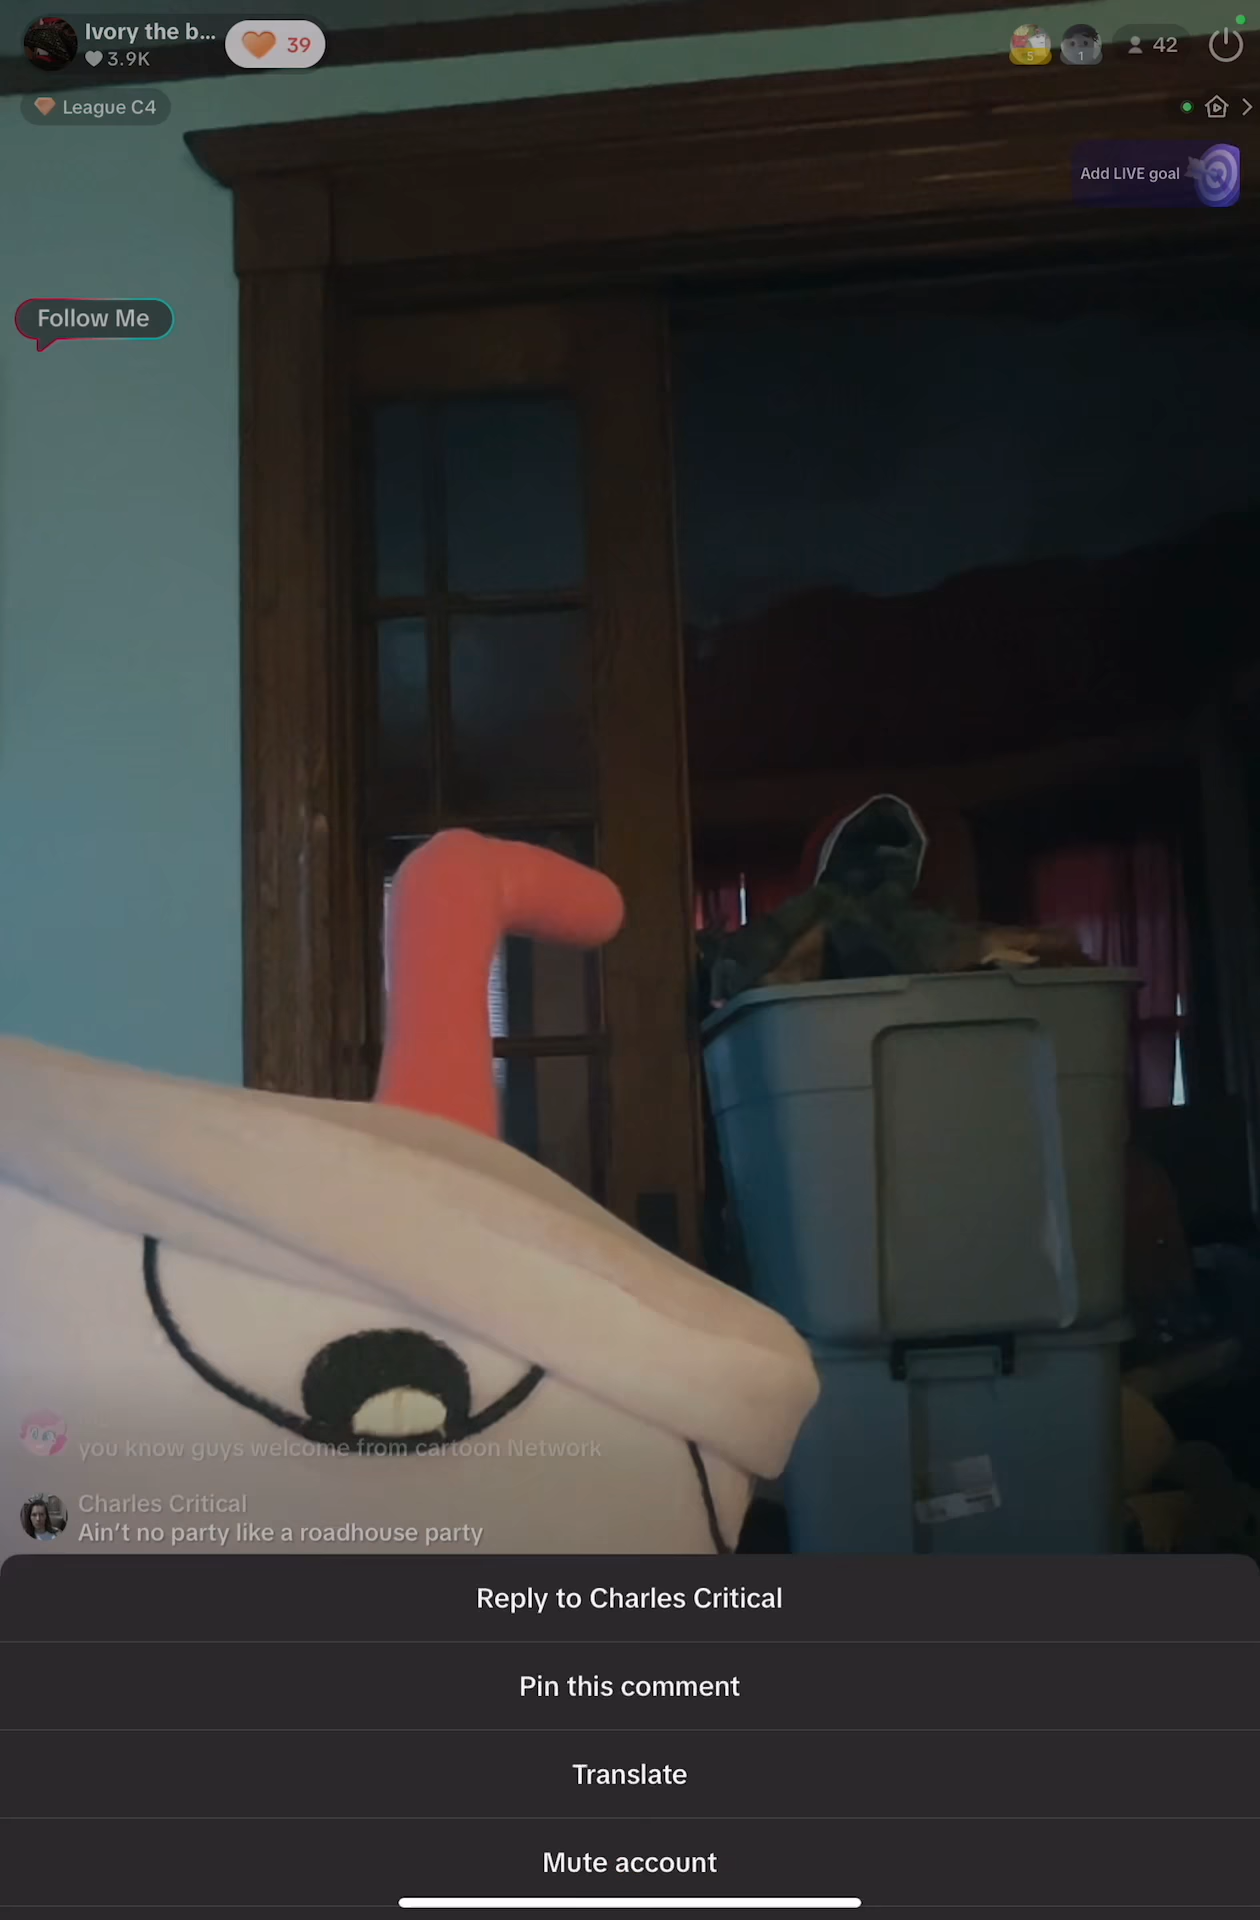 Ivory the b...
3.9K
39
5
1
42
League C4
Add LIVE goal
Follow Me
you know guys welcome from cartoon Network
Charles Critical
Ain't no party like a roadhouse party
Reply to Charles Critical
Pin this comment
Translate
Mute account